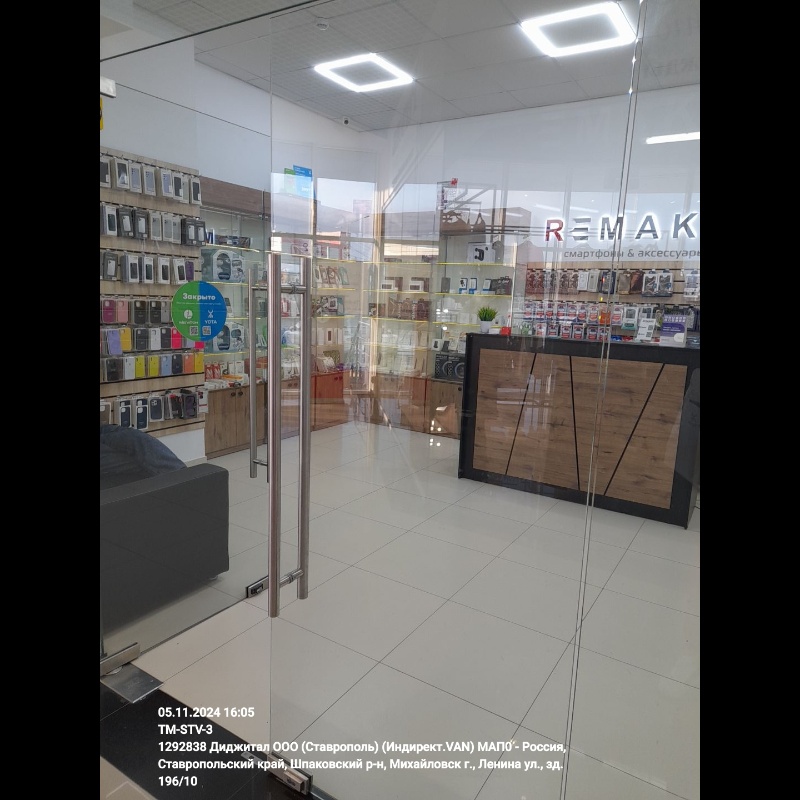 REMAK
смартфоны & аксессуары
Закрыто
YOTA
05.11.2024 16:05
TM-STV-3
1292838 Диджитал ООО (Ставрополь) (Индирект.VAN) МАПО - Россия,
Ставропольский край, Шпаковский р-н, Михайловск г., Ленина ул., зд.
196/10